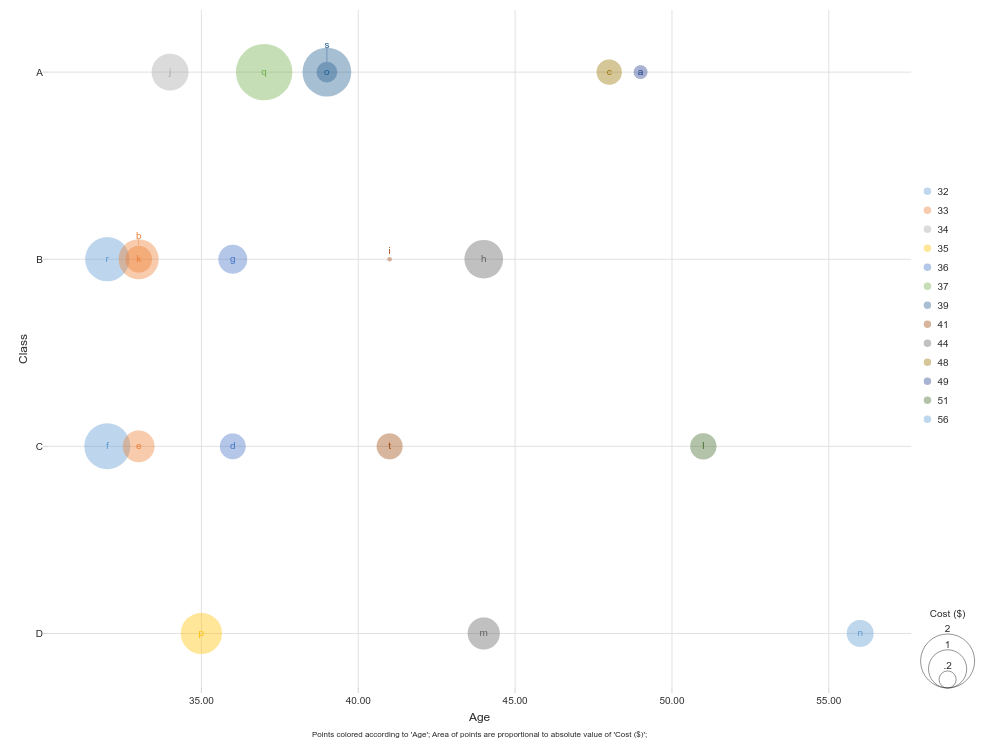 s
A
j
q
o
c
a
b
i
B
r
k
g
h
C
f
e
d
t
l
D
p
m
n
Class
35.00
40.00
45.00
50.00
55.00
Age
Points colored according to 'Age'; Area of points are proportional to absolute value of 'Cost ($)';
32
33
34
35
36
37
39
41
44
48
49
51
56
Cost ($)
2
1
.2